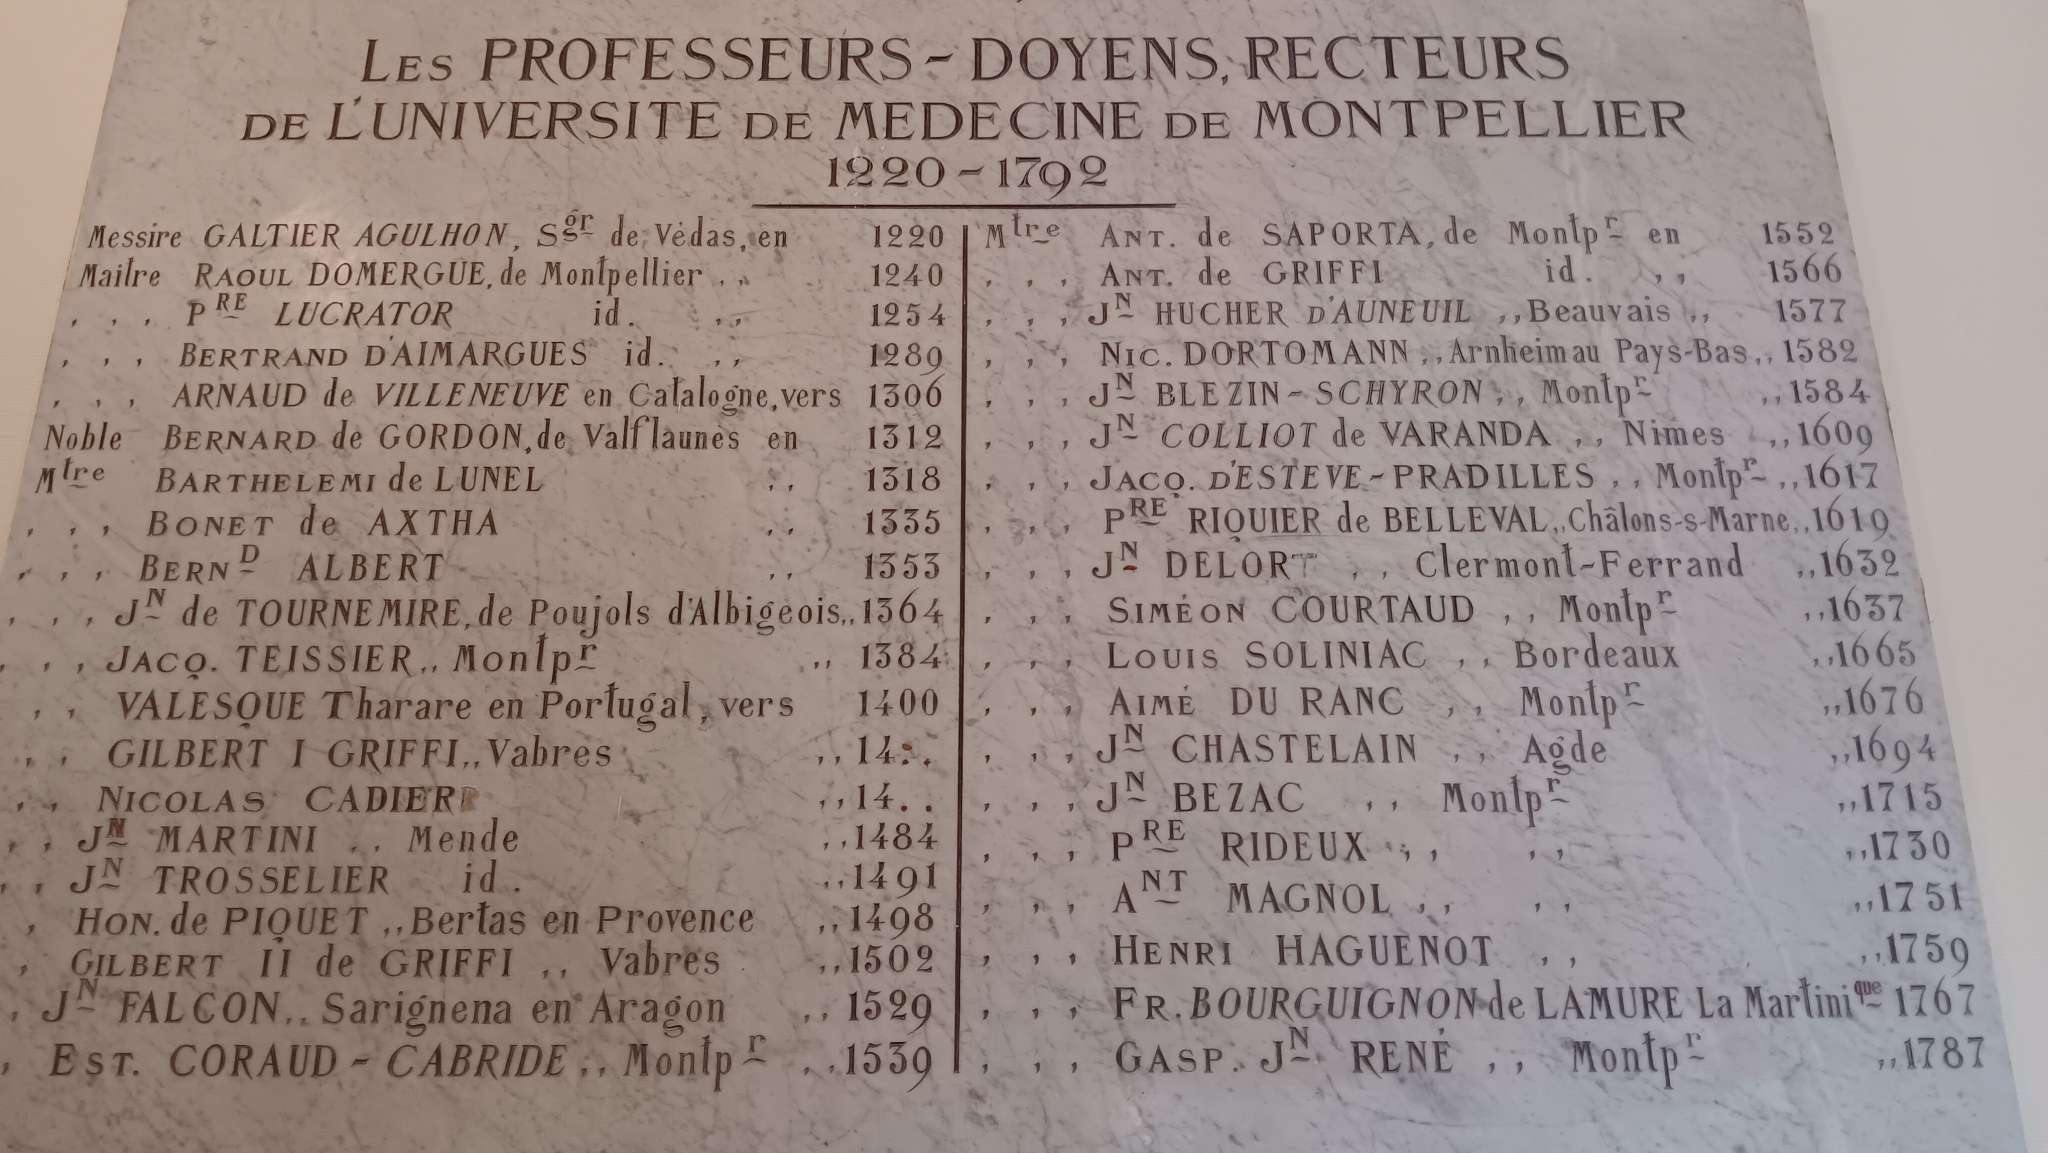 LES PROFESSEURS - DOYENS, RECTEURS
DE L'UNIVERSITE DE MEDECINE DE MONTPELLIER
1220 - 1792
Messire GALTIER AGULHON, Sgr de Vedas, en 1220
Maitre RAOUL DOMERGUE, de Montpellier ,, 1240
, , , PRE LUCRATOR id. ,, 1254
, , , BERTRAND D'AIMARGUES id. ,, 1289
, , , ARNAUD de VILLENEUVE en Catalogne, vers 1306
Noble BERNARD de GORDON, de Valflaunes en 1312
Mtre BARTHELEMI de LUNEL ,, 1318
, , , BONET de AXTHA ,, 1335
, , , BERND ALBERT ,, 1353
, , , JN de TOURNEMIRE, de Poujols d'Albigeois ,, 1364
, , , JACQ. TEISSIER ,, Montpr ,, 1384
, , VALESQUE Tharare en Portugal, vers 1400
, , GILBERT I GRIFFI ,, Vabres ,, 14..
, , NICOLAS CADIER ,, 14..
, , JN MARTINI ,, Mende ,, 1484
, , JN TROSSELIER id. ,, 1491
, HON. de PIQUET ,, Bertas en Provence ,, 1498
, GILBERT II de GRIFFI ,, Vabres ,, 1502
, JN FALCON ,, Sarignena en Aragon ,, 1529
, EST. CORAUD - CABRIDE ,, Montpr ,, 1539
Mtre ANT. de SAPORTA, de Montpr en 1552
, , , ANT. de GRIFFI id. ,, 1566
, , , JN HUCHER D'AUNEUIL ,, Beauvais ,, 1577
, , , NIC. DORTOMANN ,, Arnheim au Pays-Bas ,, 1582
, , , JN BLEZIN - SCHYRON ,, Montpr ,, 1584
, , , JN COLLIOT de VARANDA ,, Nimes ,, 1609
, , , JACQ. D'ESTEVE - PRADILLES ,, Montpr ,, 1617
, , , PRE RIQUIER de BELLEVAL ,, Châlons-s-Marne ,, 1619
, , , JN DELORT ,, Clermont-Ferrand ,, 1632
, , , SIMÉON COURTAUD ,, Montpr ,, 1637
, , , LOUIS SOLINIAC ,, Bordeaux ,, 1665
, , , AIMÉ DU RANC ,, Montpr ,, 1676
, , , JN CHASTELAIN ,, Agde ,, 1694
, , , JN BEZAC ,, Montpr ,, 1715
, , , PRE RIDEUX ,, ,, ,, 1730
, , , ANT MAGNOL ,, ,, ,, 1751
, , , HENRI HAGUENOT ,, ,, 1759
, , , FR. BOURGUIGNON de LAMURE La Martinique 1767
, , , GASP. JN RENÉ ,, Montpr ,, 1787